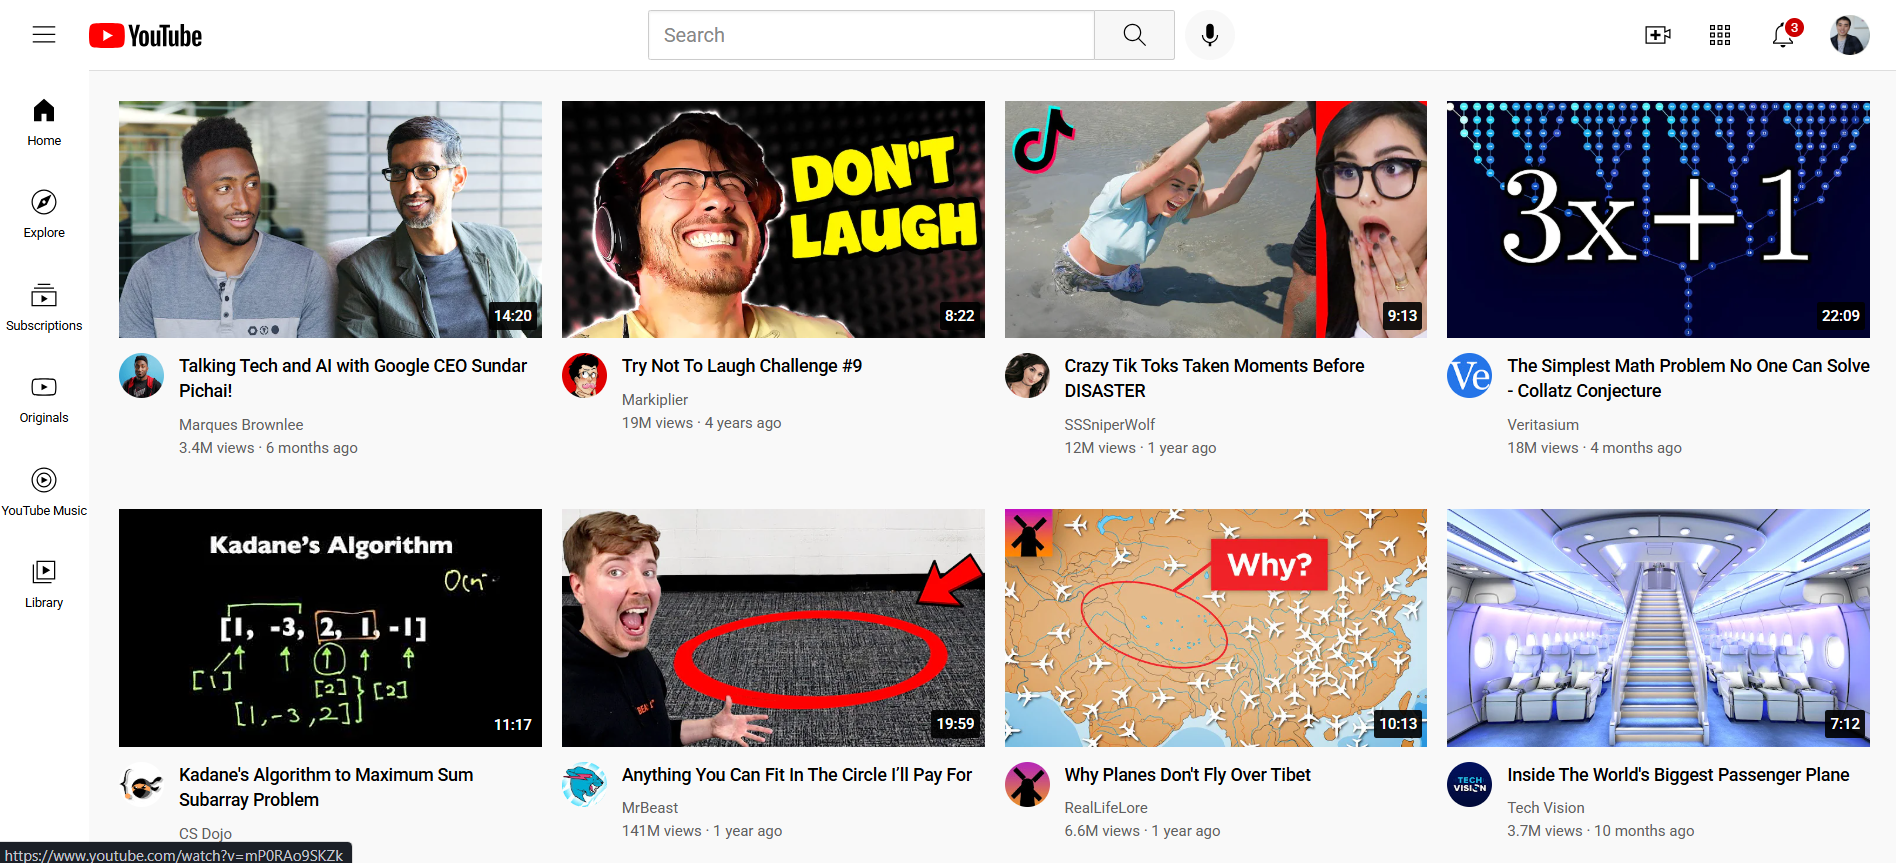 YouTube
Search
3
Home
Explore
Subscriptions
Originals
YouTube Music
Library
14:20
Talking Tech and AI with Google CEO Sundar
Pichai!
Marques Brownlee
3.4M views · 6 months ago
DON'T
LAUGH
8:22
Try Not To Laugh Challenge #9
Markiplier
19M views · 4 years ago
9:13
Crazy Tik Toks Taken Moments Before
DISASTER
SSSniperWolf
12M views · 1 year ago
3x+1
22:09
Ve
The Simplest Math Problem No One Can Solve
- Collatz Conjecture
Veritasium
18M views · 4 months ago
Kadane's Algorithm
[1, -3, 2, 1, -1]
[1]
[2]
[2]
[1,-3,2]
11:17
Kadane's Algorithm to Maximum Sum
Subarray Problem
CS Dojo
19:59
Anything You Can Fit In The Circle I’ll Pay For
MrBeast
141M views · 1 year ago
Why?
10:13
Why Planes Don't Fly Over Tibet
RealLifeLore
6.6M views · 1 year ago
7:12
TECH
VISION
Inside The World's Biggest Passenger Plane
Tech Vision
3.7M views · 10 months ago
https://www.youtube.com/watch?v=mP0RAo9SKZk